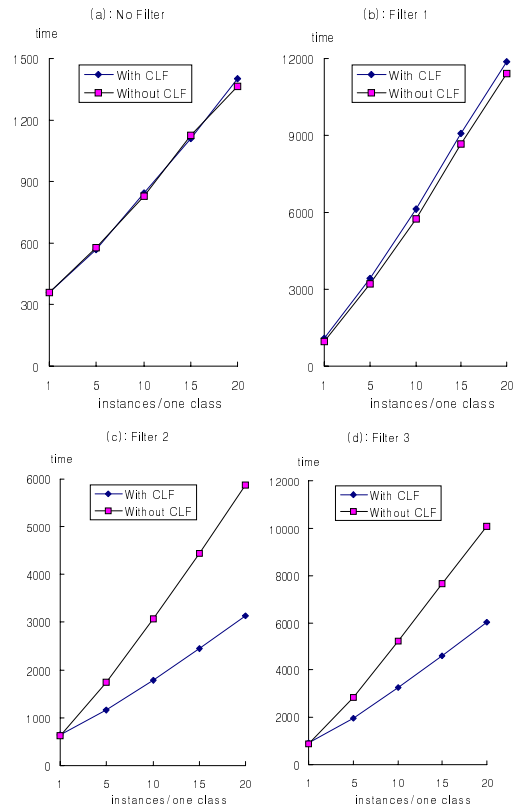 (a): No Filter
time
1500
1200
900
600
300
0
With CLF
Without CLF
1 5 10 15 20
instances/one class
(b): Filter 1
time
12000
9000
6000
3000
0
With CLF
Without CLF
1 5 10 15 20
instances/one class
(c): Filter 2
time
6000
5000
4000
3000
2000
1000
0
With CLF
Without CLF
1 5 10 15 20
instances/one class
(d): Filter 3
time
12000
10000
8000
6000
4000
2000
0
With CLF
Without CLF
1 5 10 15 20
instances/one class